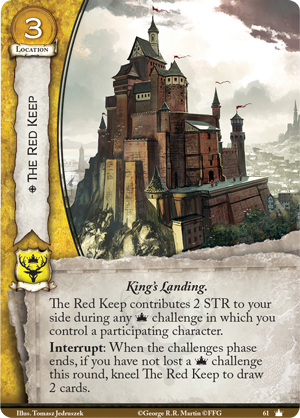 3
LOCATION
THE RED KEEP
King's Landing.
The Red Keep contributes 2 STR to your
side during any challenge in which you
control a participating character.
Interrupt: When the challenges phase
ends, if you have not lost a challenge
this round, kneel The Red Keep to draw
2 cards.
Illus. Tomasz Jedruszek
©George R.R. Martin ©FFG
61